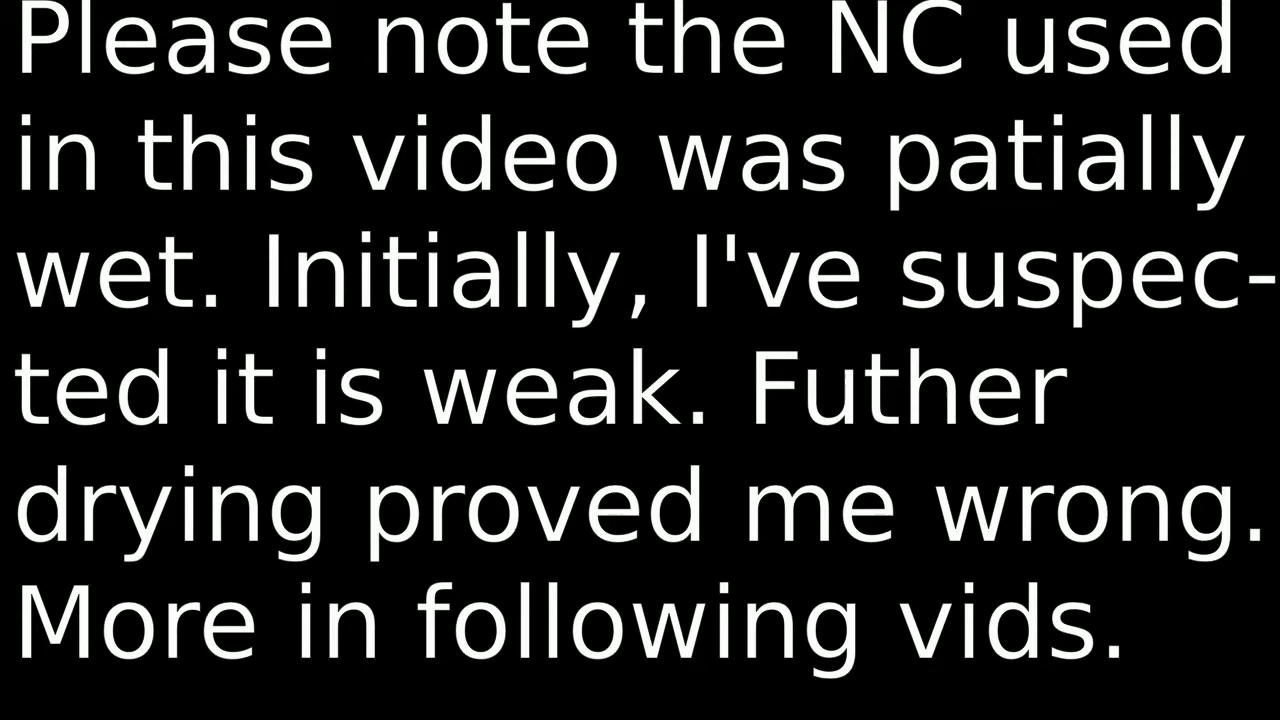 Please note the NC used
in this video was patially
wet. Initially, I've suspec-
ted it is weak. Futher
drying proved me wrong.
More in following vids.